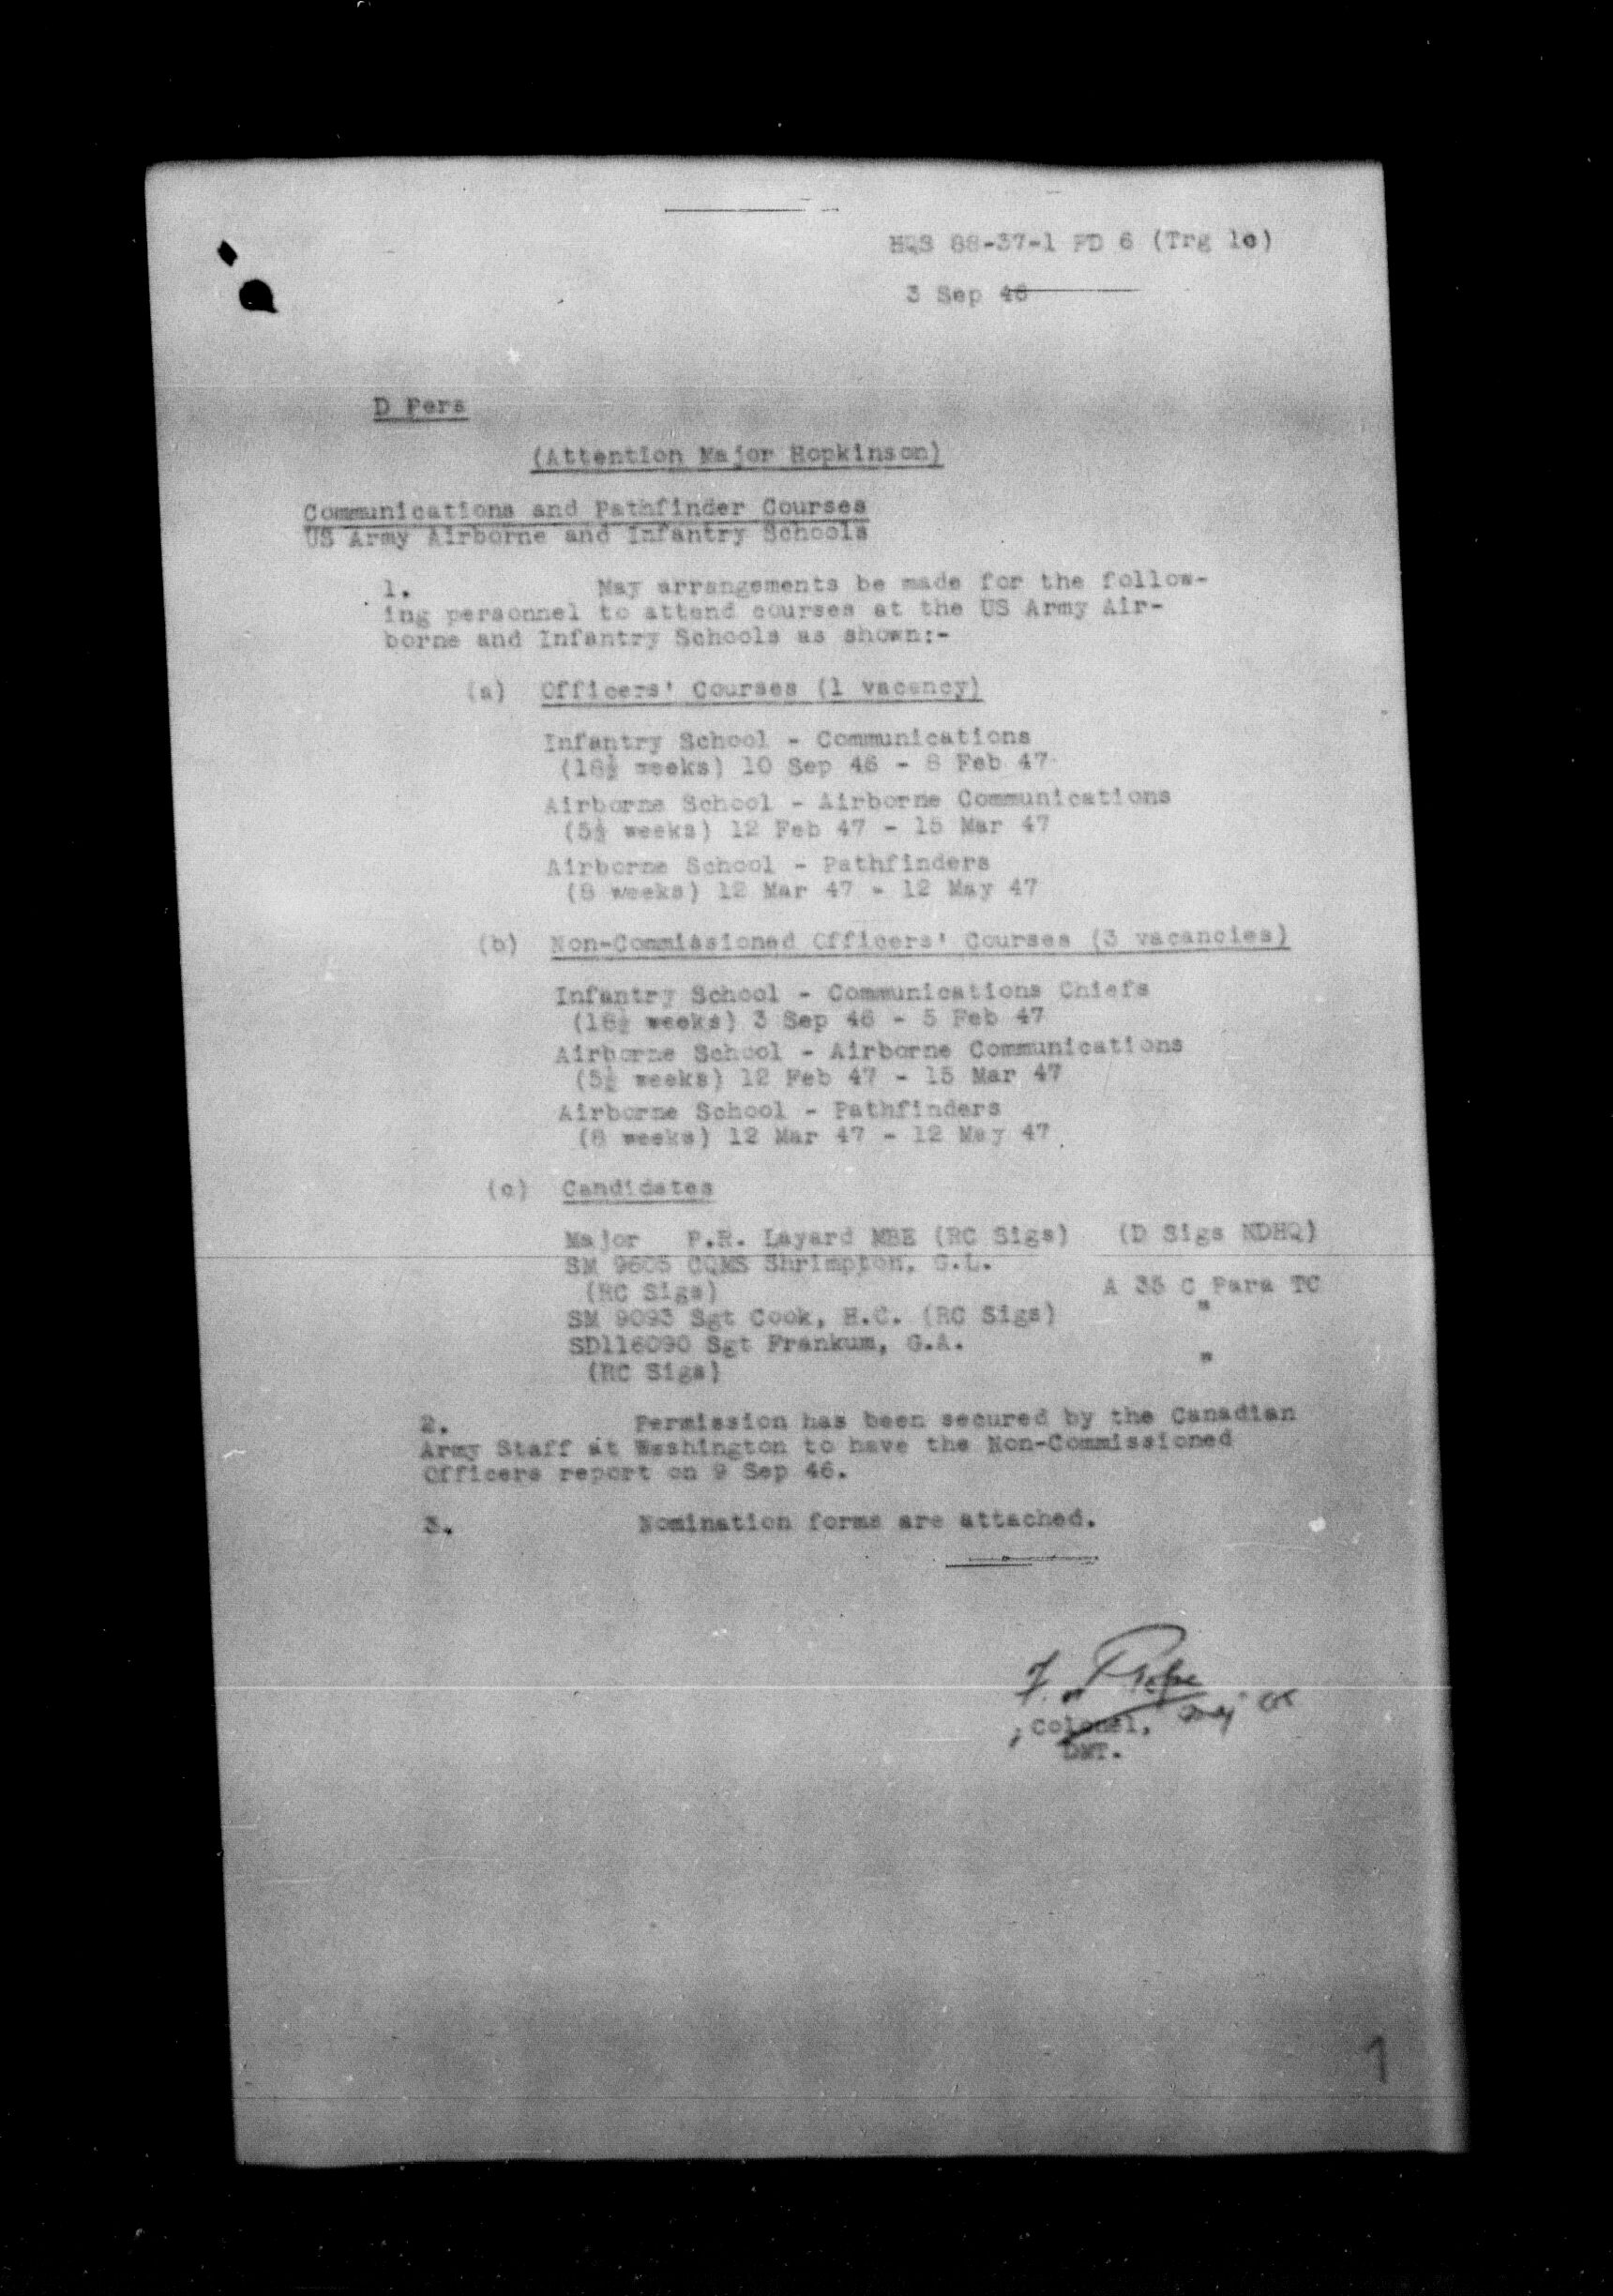 HQS 88-37-1 FD 6 (Trg 1c)
3 Sep 46
D Pers
(Attention Major Hopkinson)
Communications and Pathfinder Courses
US Army Airborne and Infantry Schools
1. May arrangements be made for the follow-
ing personnel to attend courses at the US Army Air-
borne and Infantry Schools as shown:-
(a) Officers' Courses (1 vacancy)
Infantry School - Communications
(18½ weeks) 10 Sep 46 - 8 Feb 47
Airborne School - Airborne Communications
(5½ weeks) 12 Feb 47 - 15 Mar 47
Airborne School - Pathfinders
(8 weeks) 12 Mar 47 - 12 May 47
(b) Non-Commissioned Officers' Courses (3 vacancies)
Infantry School - Communications Chiefs
(18½ weeks) 3 Sep 46 - 5 Feb 47
Airborne School - Airborne Communications
(5½ weeks) 12 Feb 47 - 15 Mar 47
Airborne School - Pathfinders
(8 weeks) 12 Mar 47 - 12 May 47
(c) Candidates
Major P.R. Layard MBE (RC Sigs) (D Sigs NDHQ)
SM 9605 CQMS Shrimpton, G.L.
(RC Sigs) A 35 C Para TC
SM 9093 Sgt Cook, H.C. (RC Sigs) "
SD116090 Sgt Frankum, G.A.
(RC Sigs) "
2. Permission has been secured by the Canadian
Army Staff at Washington to have the Non-Commissioned
Officers report on 9 Sep 46.
3. Nomination forms are attached.
Colonel,
DMT.
1